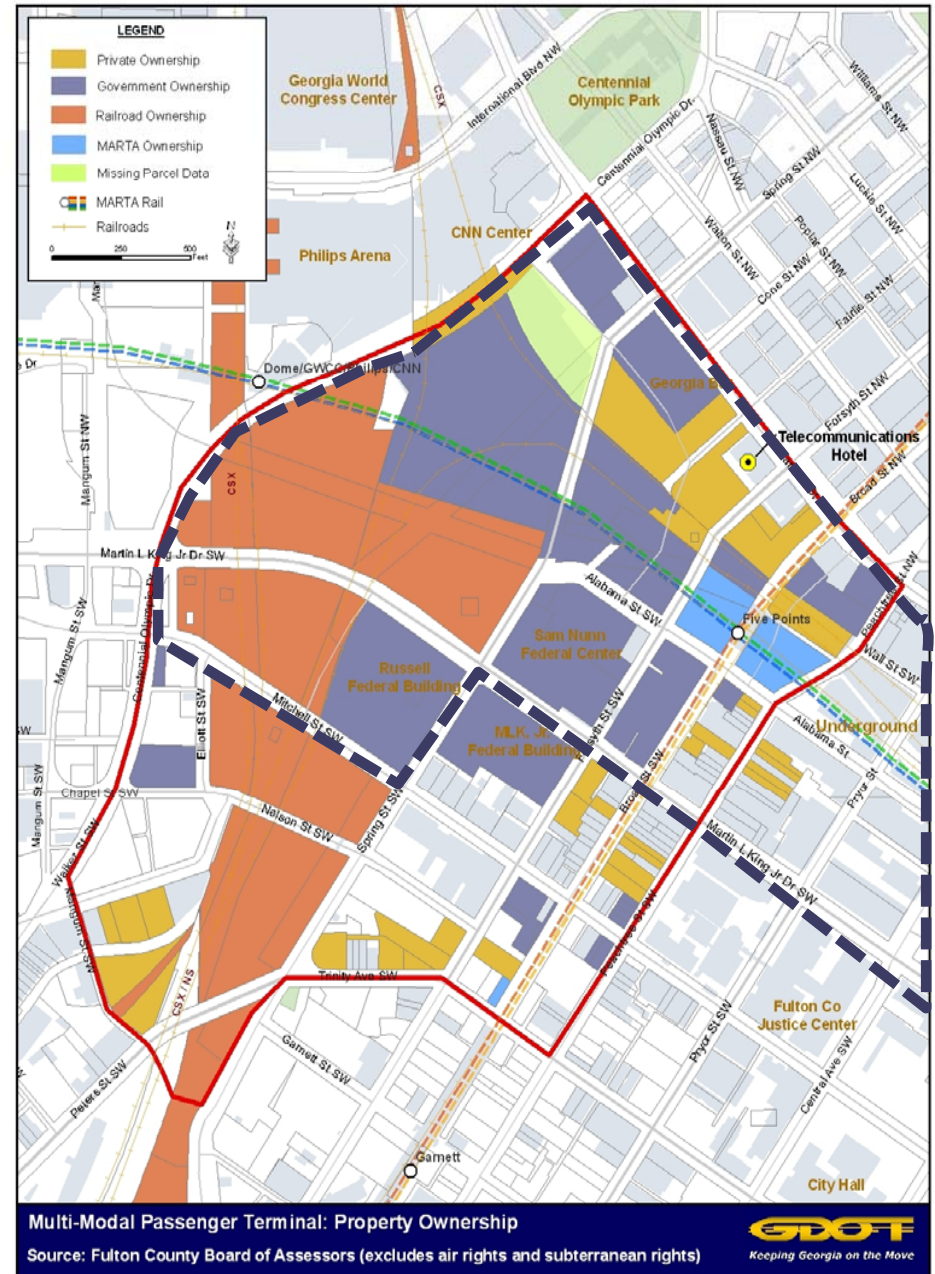 LEGEND
Private Ownership
Government Ownership
Railroad Ownership
MARTA Ownership
Missing Parcel Data
MARTA Rail
Railroads
N
0 250 500
Feet
Georgia World
Congress Center
CSX
International Blvd NW
Centennial
Olympic Park
Williams St NW
Centennial Olympic Dr
Nassau St NW
Spring St NW
Luckie St NW
CNN Center
Philips Arena
Walton St NW
Poplar St NW
Cone St NW
Fairlie St NW
Dr
Dome/GWCC/Philips/CNN
Mangum St NW
Forsyth St NW
Telecommunications
Hotel
CSX
Broad St NW
Martin L King Jr Dr SW
Centennial Olympic Dr
Alabama St SW
Five Points
Wall St SW
Mangum St SW
Sam Nunn
Federal Center
Russell
Federal Building
Mitchell St SW
Elliott St SW
MLK. Jr.
Federal Building
Underground
Alabama St
Pryor St
Mangum St SW
Chapel St SW
Nelson St SW
Spring St SW
Martin L King Jr Dr SW
Walker St SW
Mangum St SW
Peachtree St SW
CSX / NS
Trinity Ave SW
Fulton Co
Justice Center
Pryor St SW
Central Ave SW
Peters St SW
Garnett St SW
Garnett
City Hall
Multi-Modal Passenger Terminal: Property Ownership
Source: Fulton County Board of Assessors (excludes air rights and subterranean rights)
GDOT
Keeping Georgia on the Move